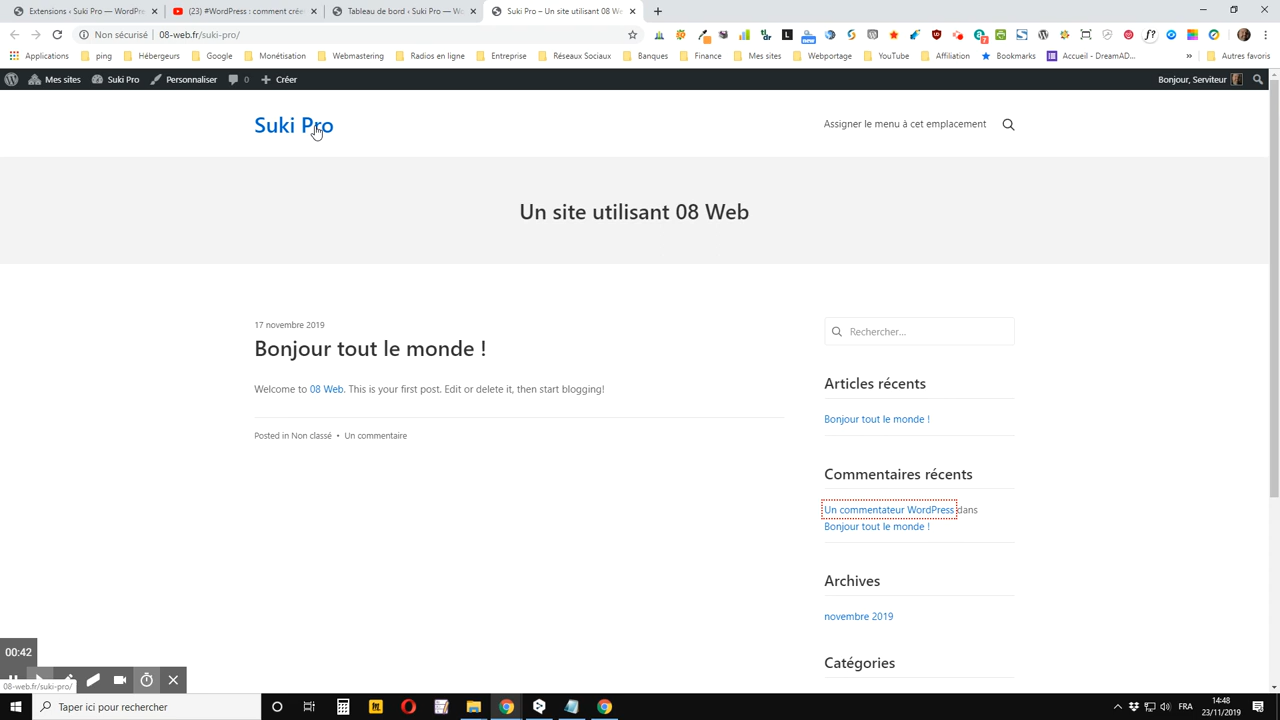 Extensions ‹ Suki Pro — WordPr
(23) #WordPress : comment créer
Tableau de bord ‹ Suki Pro — Wo
Suki Pro – Un site utilisant 08 Web
Non sécurisé | 08-web.fr/suki-pro/
Applications
ping
Hébergeurs
Google
Monétisation
Webmastering
Radios en ligne
Entreprise
Réseaux Sociaux
Banques
Finance
Mes sites
Webportage
YouTube
Affiliation
Bookmarks
Accueil - DreamAD...
»
Autres favoris
Mes sites
Suki Pro
Personnaliser
0
Créer
Bonjour, Serviteur
Suki Pro
Assigner le menu à cet emplacement
Un site utilisant 08 Web
17 novembre 2019
Bonjour tout le monde !
Welcome to 08 Web. This is your first post. Edit or delete it, then start blogging!
Posted in Non classé • Un commentaire
Rechercher...
Articles récents
Bonjour tout le monde !
Commentaires récents
Un commentateur WordPress dans
Bonjour tout le monde !
Archives
novembre 2019
Catégories
00:42
08-web.fr/suki-pro/
Taper ici pour rechercher
FRA
14:48
23/11/2019